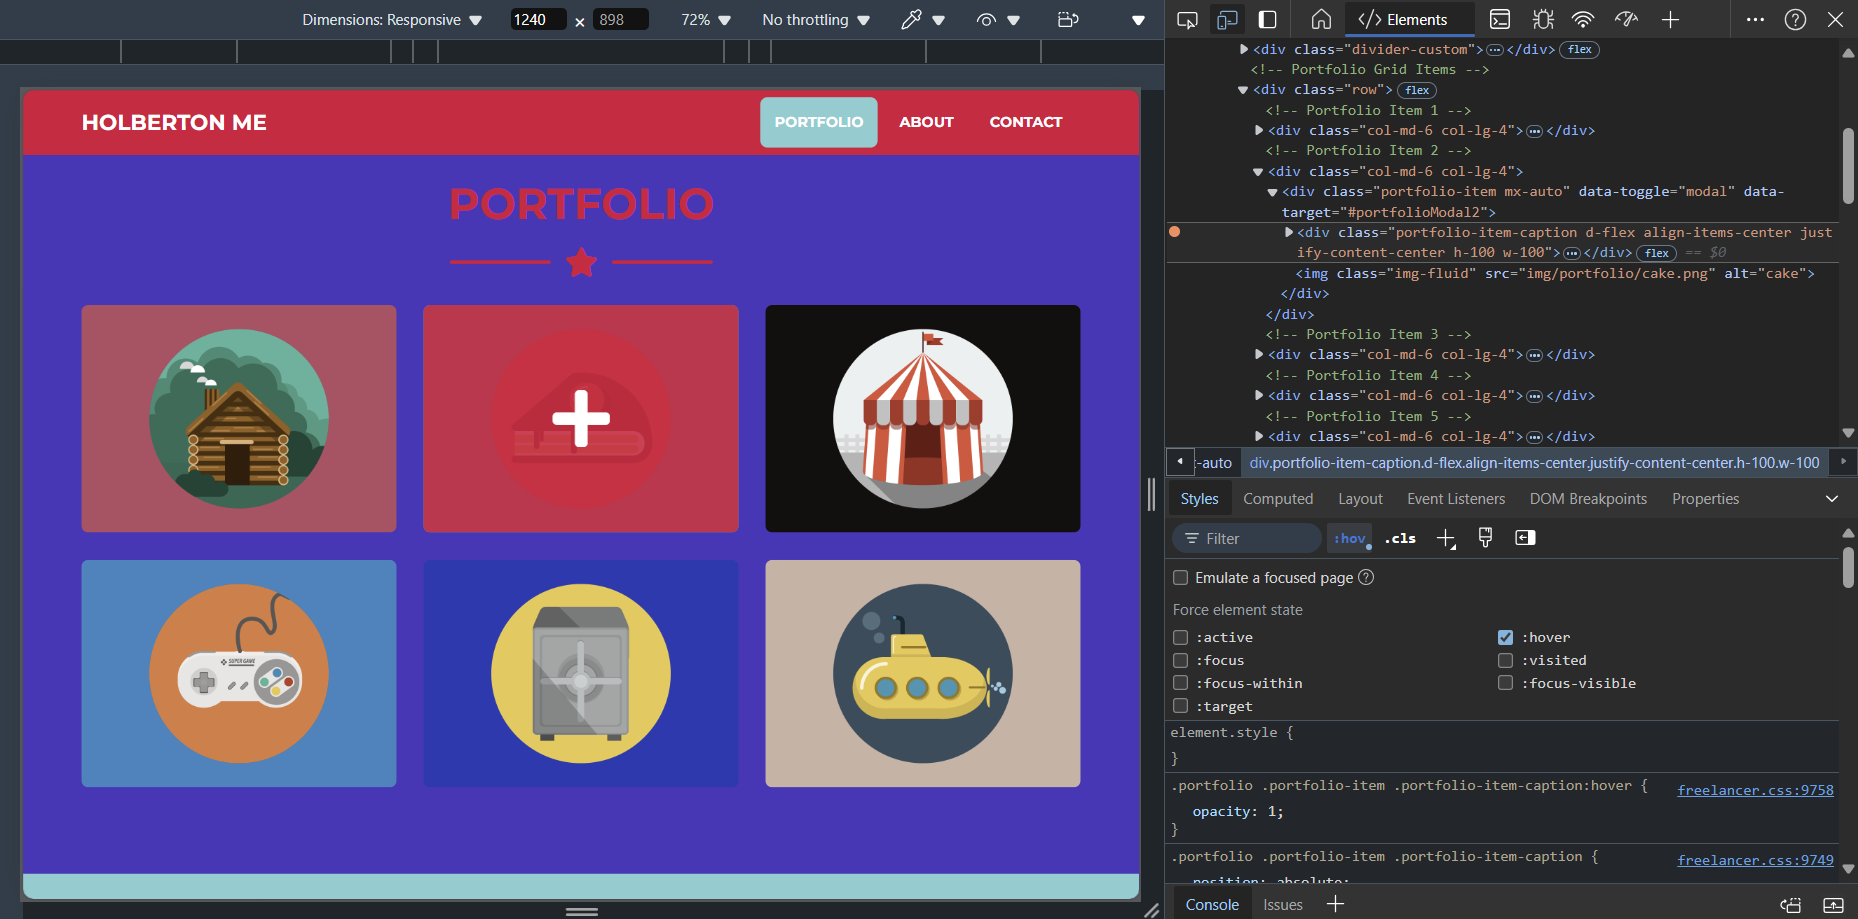 Dimensions: Responsive
1240 × 898
72%
No throttling
Elements
<div class="divider-custom"> ⋯ </div> flex
<!-- Portfolio Grid Items -->
<div class="row"> flex
<!-- Portfolio Item 1 -->
<div class="col-md-6 col-lg-4"> ⋯ </div>
<!-- Portfolio Item 2 -->
<div class="col-md-6 col-lg-4">
<div class="portfolio-item mx-auto" data-toggle="modal" data-
target="#portfolioModal2">
<div class="portfolio-item-caption d-flex align-items-center just
ify-content-center h-100 w-100"> ⋯ </div> flex == $0
<img class="img-fluid" src="img/portfolio/cake.png" alt="cake">
</div>
</div>
<!-- Portfolio Item 3 -->
<div class="col-md-6 col-lg-4"> ⋯ </div>
<!-- Portfolio Item 4 -->
<div class="col-md-6 col-lg-4"> ⋯ </div>
<!-- Portfolio Item 5 -->
<div class="col-md-6 col-lg-4"> ⋯ </div>
-auto
div.portfolio-item-caption.d-flex.align-items-center.justify-content-center.h-100.w-100
Styles Computed Layout Event Listeners DOM Breakpoints Properties
Filter :hov .cls
Emulate a focused page
Force element state
:active :hover
:focus :visited
:focus-within :focus-visible
:target
element.style {
}
.portfolio .portfolio-item .portfolio-item-caption:hover { freelancer.css:9758
opacity: 1;
}
.portfolio .portfolio-item .portfolio-item-caption { freelancer.css:9749
position: absolute;
Console Issues
HOLBERTON ME
PORTFOLIO ABOUT CONTACT
PORTFOLIO
SUPER GAME